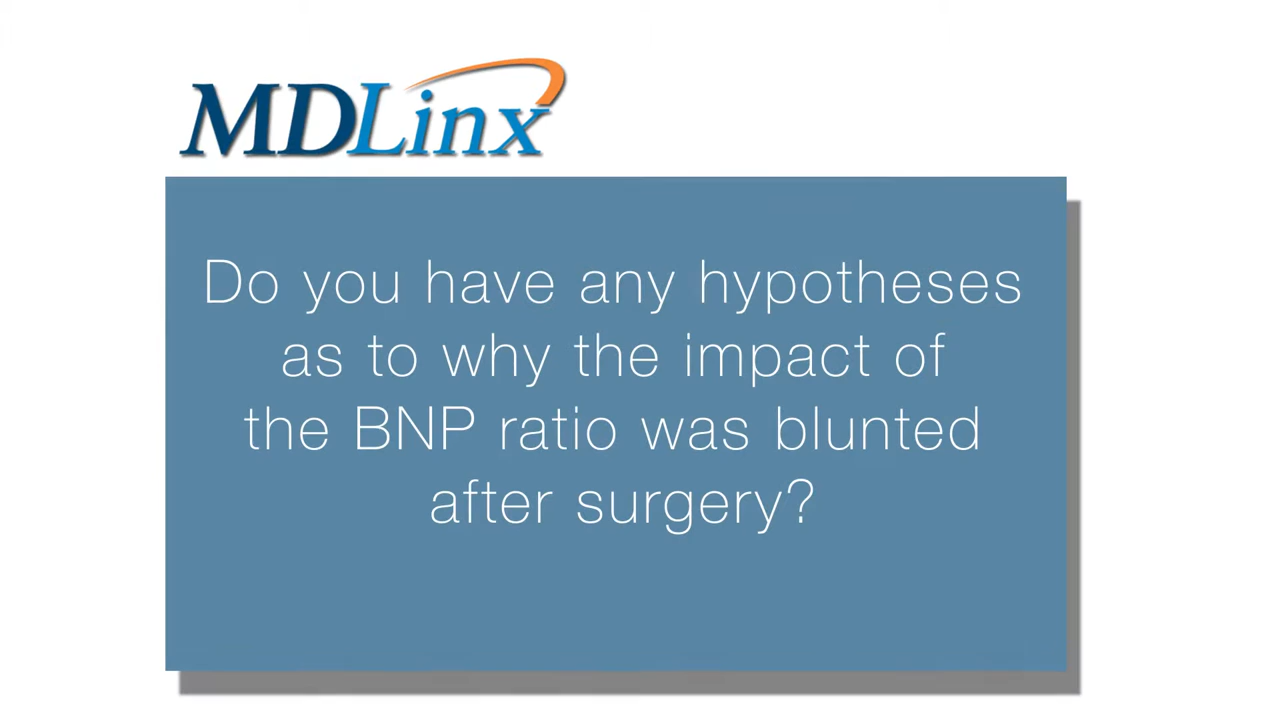 MDLinx
Do you have any hypotheses
as to why the impact of
the BNP ratio was blunted
after surgery?